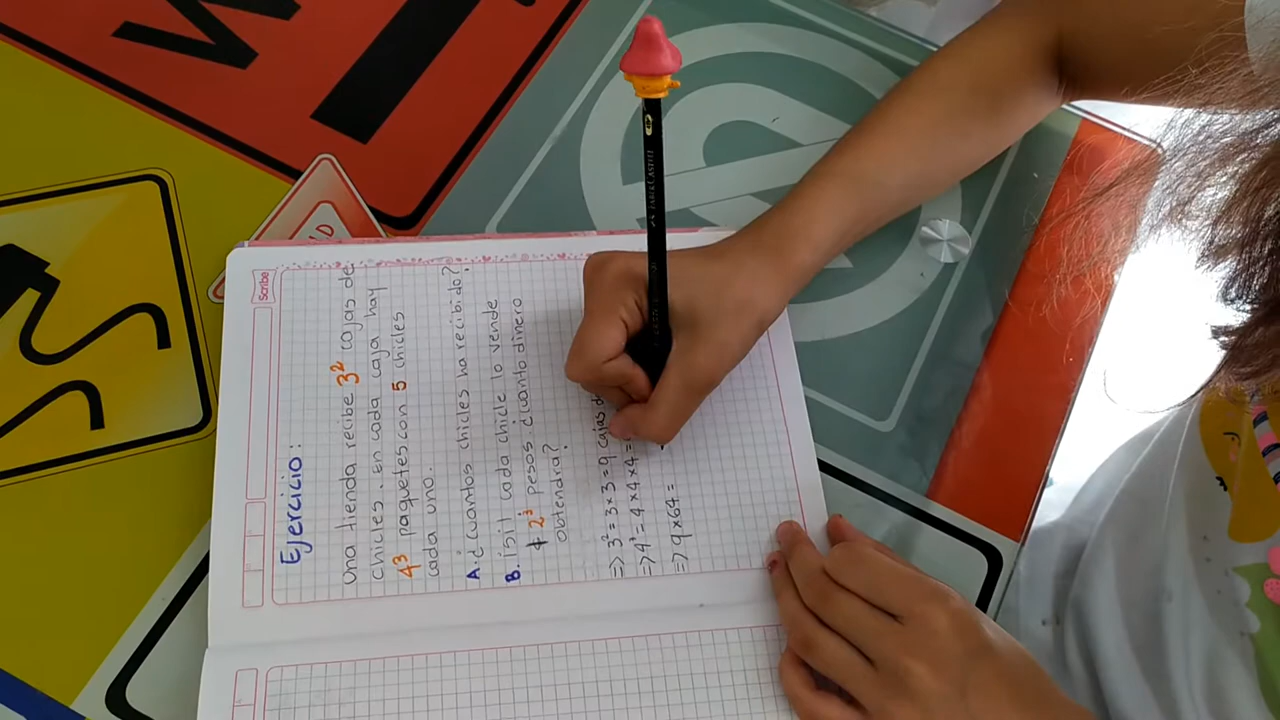 Scribe
Ejercicio:
Una tienda recibe 3² cajas de
chicles. En cada caja hay
4³ paquetes con 5 chicles
cada uno.
A. ¿cuantos chicles ha recibido?
B. ¡si! cada chicle lo vende
$ 2³ pesos. ¿cuanto dinero
obtendra?
=> 3² = 3 x 3 = 9 cajas
=> 4³ = 4 x 4 x 4 =
=> 9 x 64 =